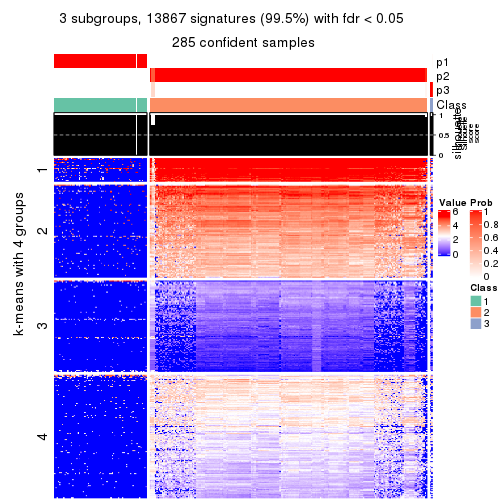 3 subgroups, 13867 signatures (99.5%) with fdr < 0.05
285 confident samples
p1
p2
p3
Class
1
0.5
0
silhouette
k-means with 4 groups
1
2
3
4
Value
6
4
2
0
Prob
1
0.8
0.6
0.4
0.2
0
Class
1
2
3